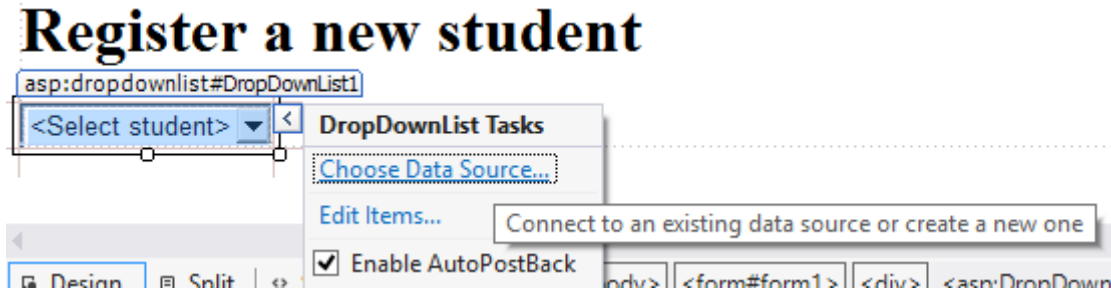 Register a new student
asp:dropdownlist#DropDownList1
<Select student>
DropDownList Tasks
Choose Data Source...
Edit Items...
Connect to an existing data source or create a new one
Enable AutoPostBack
Design Split <form#form1> <div> <asp:DropDown